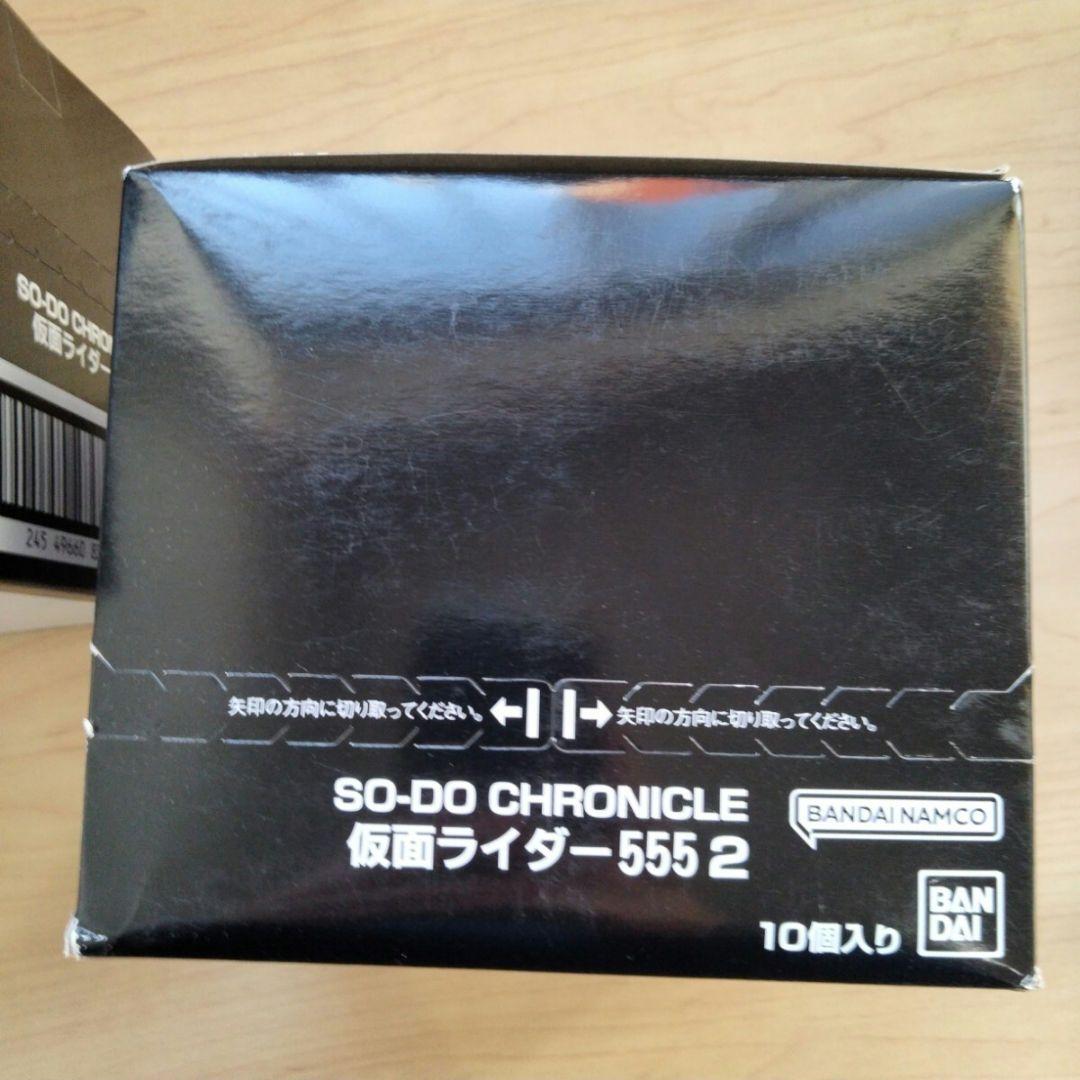 SO-DO CHRON
仮面ライダー
245 49660 8
矢印の方向に切り取ってください。
矢印の方向に切り取ってください。
SO-DO CHRONICLE
仮面ライダー555 2
BANDAI NAMCO
10個入り
BAN
DAI